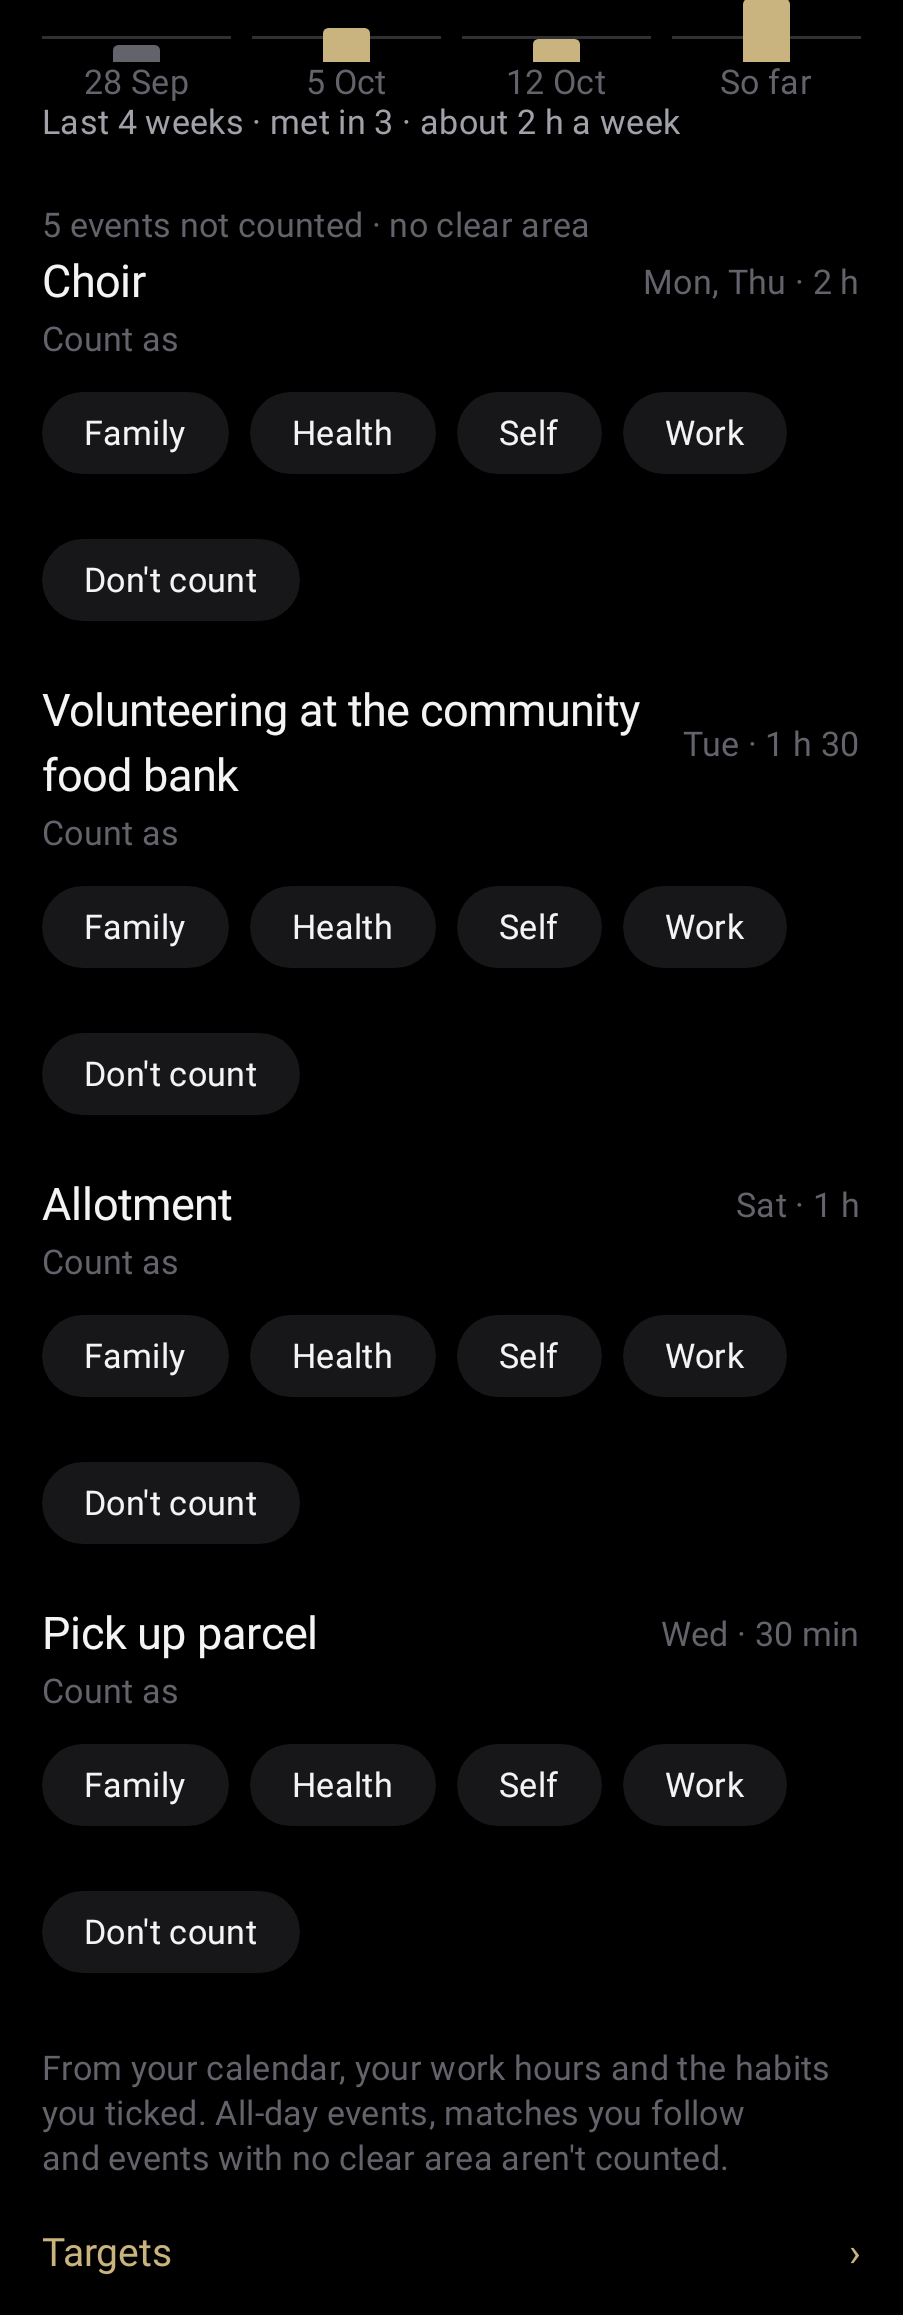 28 Sep 5 Oct 12 Oct So far
Last 4 weeks · met in 3 · about 2 h a week
5 events not counted · no clear area
Choir Mon, Thu · 2 h
Count as
Family Health Self Work
Don't count
Volunteering at the community
food bank
Tue · 1 h 30
Count as
Family Health Self Work
Don't count
Allotment Sat · 1 h
Count as
Family Health Self Work
Don't count
Pick up parcel Wed · 30 min
Count as
Family Health Self Work
Don't count
From your calendar, your work hours and the habits
you ticked. All-day events, matches you follow
and events with no clear area aren't counted.
Targets ›